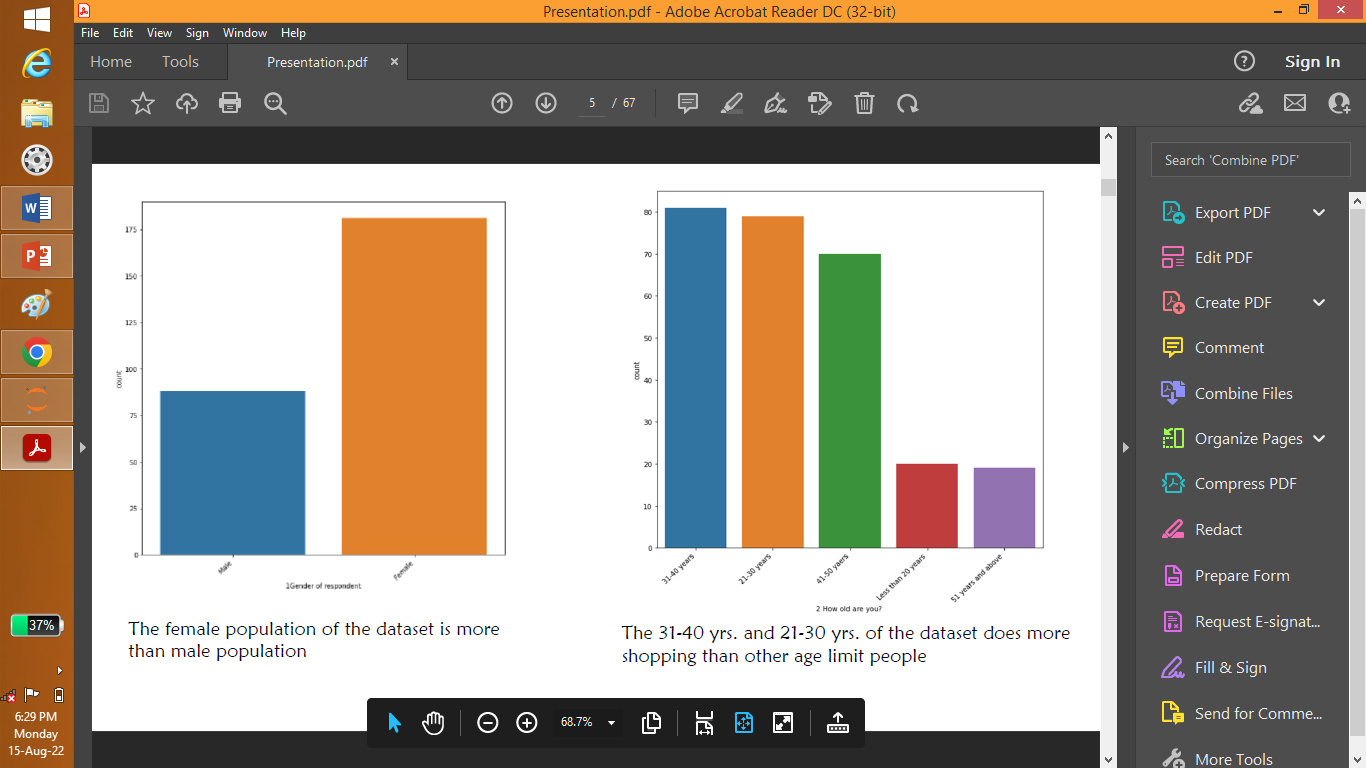 Presentation.pdf - Adobe Acrobat Reader DC (32-bit)
File Edit View Sign Window Help
Home Tools Presentation.pdf × Sign In
5 / 67
Search 'Combine PDF'
Export PDF
Edit PDF
Create PDF
Comment
Combine Files
Organize Pages
Compress PDF
Redact
Prepare Form
Request E-signat...
Fill & Sign
Send for Comme...
More Tools
175
150
125
100
75
50
25
0
count
Male Female
1Gender of respondent
The female population of the dataset is more
than male population
80
70
60
50
40
30
20
10
0
count
31-40 years
21-30 years
41-50 yaers
Less than 20 years
51 years and above
2 How old are you?
The 31-40 yrs. and 21-30 yrs. of the dataset does more
shopping than other age limit people
68.7%
37%
6:29 PM
Monday
15-Aug-22